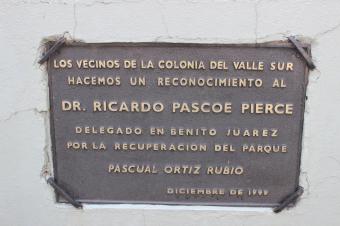 LOS VECINOS DE LA COLONIA DEL VALLE SUR
HACEMOS UN RECONOCIMIENTO AL
DR. RICARDO PASCOE PIERCE
DELEGADO EN BENITO JUAREZ
POR LA RECUPERACION DEL PARQUE
PASCUAL ORTIZ RUBIO
DICIEMBRE DE 1999